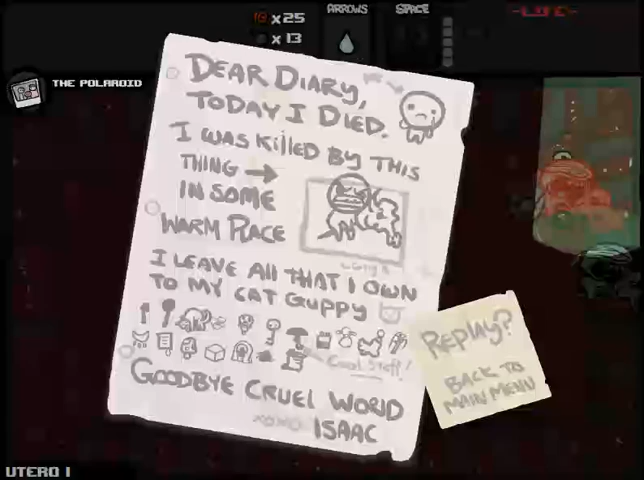 x25
x13
ARROWS
SPACE
-LIFE-
THE POLAROID
DEAR DIARY,
TODAY I DIED.
I WAS KILLED BY THIS
THING
IN SOME
WARM PLACE
I LEAVE ALL THAT I OWN
TO MY CAT GUPPY
Cool Stuff!
GOODBYE CRUEL WORLD
XOXO
ISAAC
Replay?
BACK TO
MAIN MENU
UTERO I